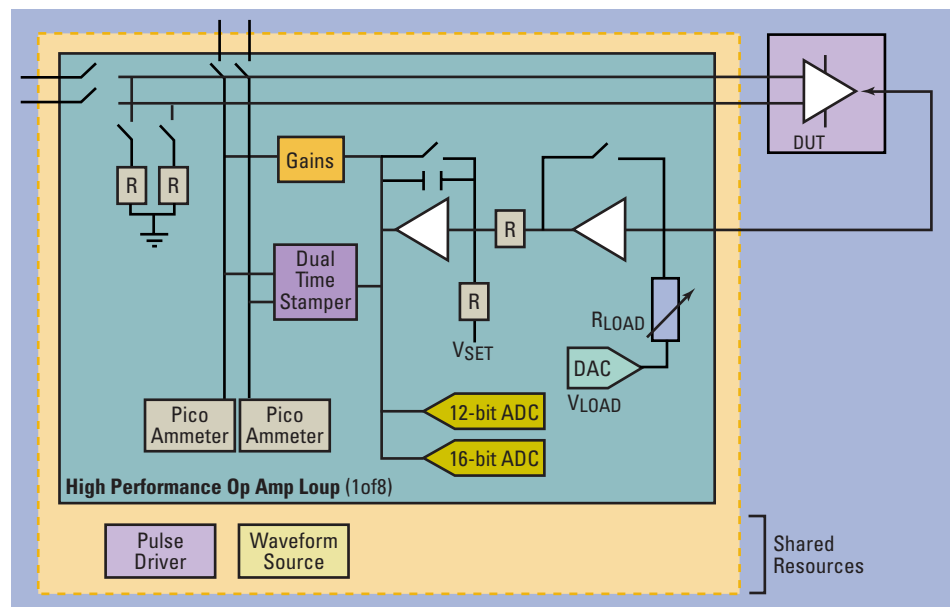 DUT
Gains
R
R
Dual
Time
Stamper
R
R
VSET
RLOAD
DAC
VLOAD
Pico
Ammeter
Pico
Ammeter
12-bit ADC
16-bit ADC
High Performance Op Amp Loup (1of8)
Pulse
Driver
Waveform
Source
Shared
Resources